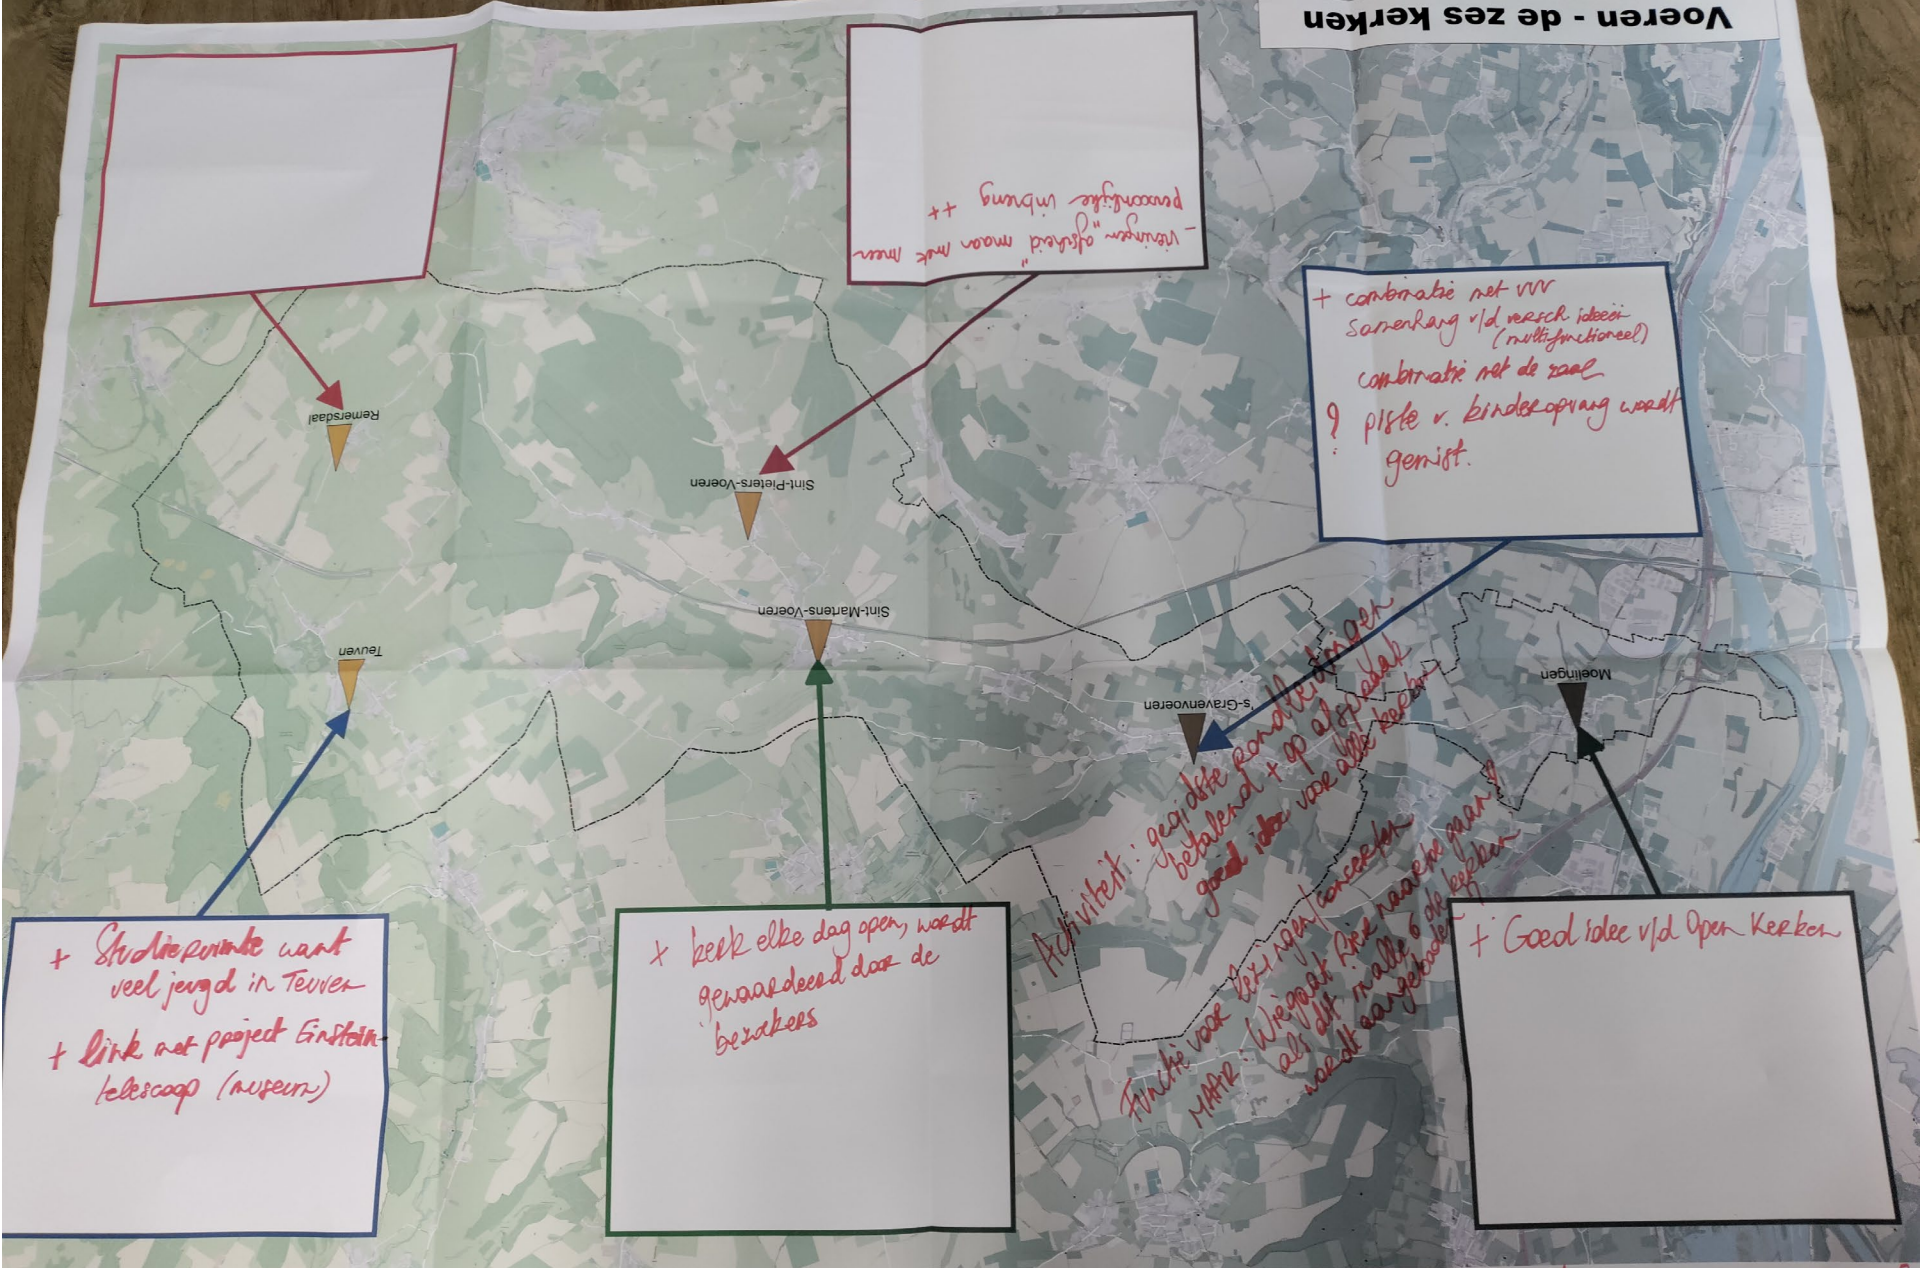 Voeren - de zes kerken
- vieringen "afscheid" maar met meer
persoonlijke inbreng ++
+ combinatie met VVV
samenhang v/d versch ideeën
(multifunctioneel)
combinatie met de zaal
? piste v. kinderopvang wordt
gemist.
Remersdaal
Sint-Pieters-Voeren
Sint-Martens-Voeren
Teuven
's-Gravenvoeren
Moelingen
Activiteit: gegidste rondleidingen
betalend + op afspraak
goed idee voor alle kerken
Functie voor lezingen/concerten
MAAR: Wie gaat hier naartoe gaan?
als dit in alle 6 de kerken
wordt aangeboden?
+ Studieruimte want
veel jeugd in Teuven
+ link met project Einstein-
telescoop (museum)
+ kerk elke dag open, wordt
gewaardeerd door de
bezoekers
+ Goed idee v/d Open Kerken